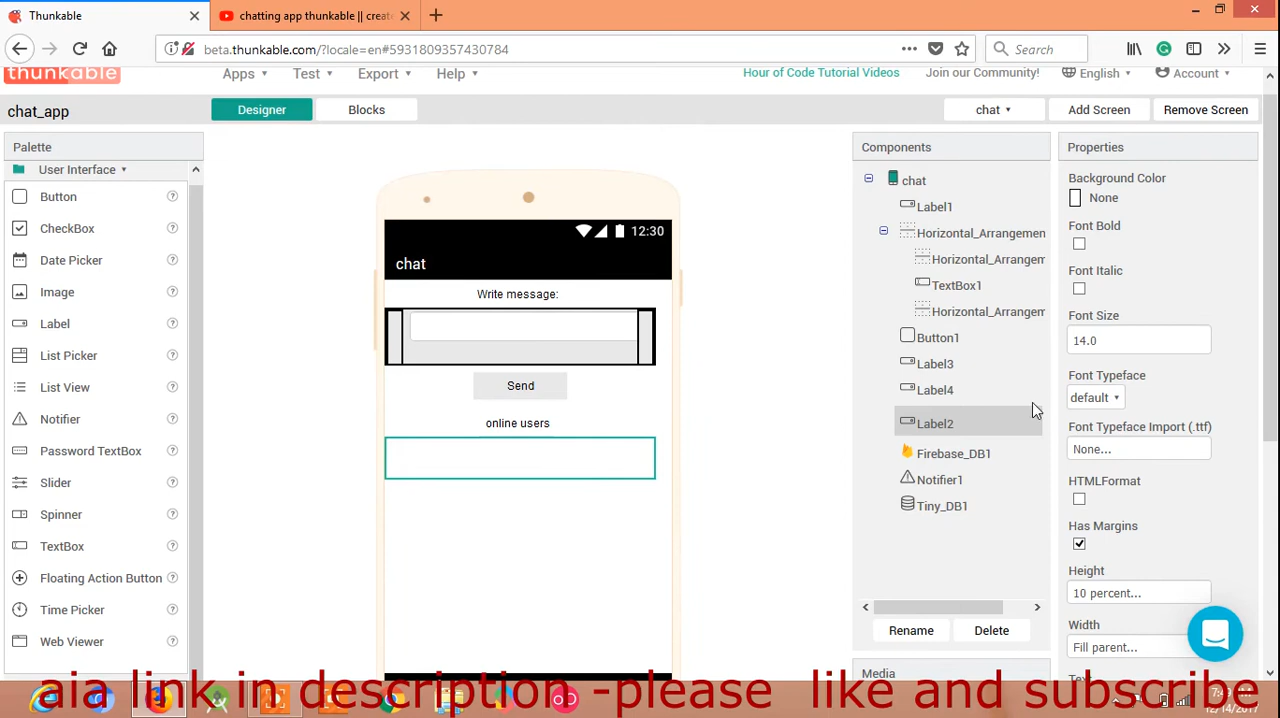 Thunkable
chatting app thunkable || create
beta.thunkable.com/?locale=en#5931809357430784
Search
thunkable
Apps
Test
Export
Help
Hour of Code Tutorial Videos
Join our Community!
English
Account
chat_app
Designer
Blocks
chat
Add Screen
Remove Screen
Palette
User Interface
Button
CheckBox
Date Picker
Image
Label
List Picker
List View
Notifier
Password TextBox
Slider
Spinner
TextBox
Floating Action Button
Time Picker
Web Viewer
12:30
chat
Write message:
Send
online users
Components
chat
Label1
Horizontal_Arrangemen
Horizontal_Arrangem
TextBox1
Horizontal_Arrangem
Button1
Label3
Label4
Label2
Firebase_DB1
Notifier1
Tiny_DB1
Rename
Delete
Media
Properties
Background Color
None
Font Bold
Font Italic
Font Size
14.0
Font Typeface
default
Font Typeface Import (.ttf)
None...
HTMLFormat
Has Margins
Height
10 percent...
Width
Fill parent...
aia link in description -please like and subscribe
12/14/2017